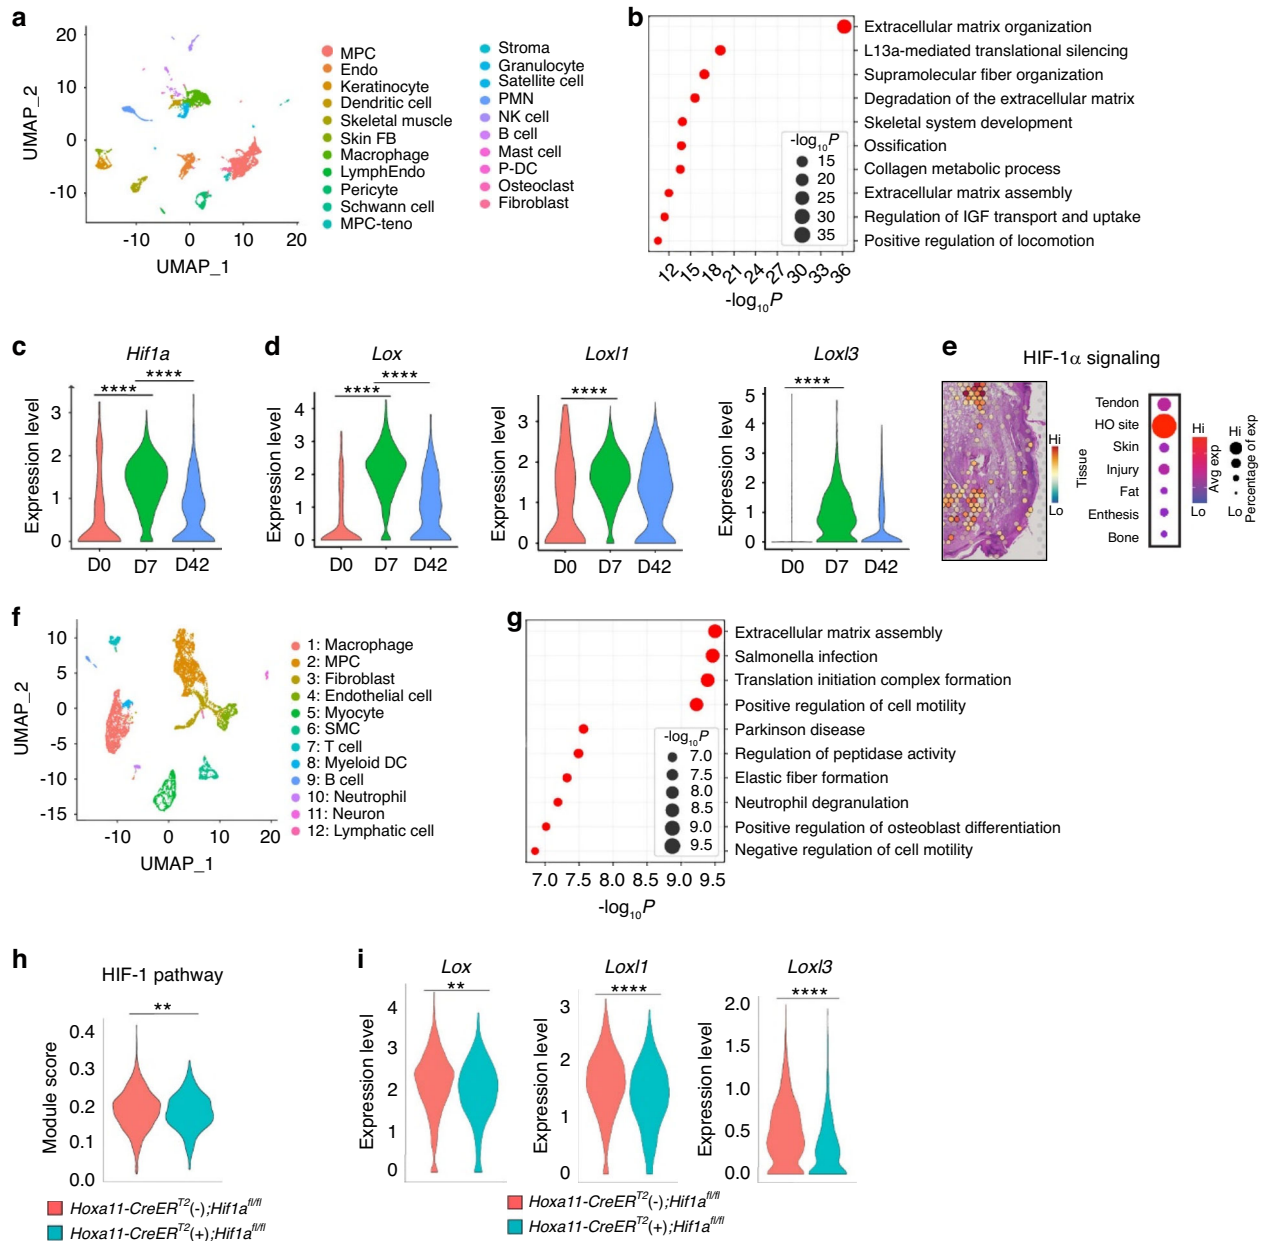 a
UMAP_2
20
10
0
-10
-10 0 10 20
UMAP_1
MPC
Endo
Keratinocyte
Dendritic cell
Skeletal muscle
Skin FB
Macrophage
LymphEndo
Pericyte
Schwann cell
MPC-teno
Stroma
Granulocyte
Satellite cell
PMN
NK cell
B cell
Mast cell
P-DC
Osteoclast
Fibroblast
b
Extracellular matrix organization
L13a-mediated translational silencing
Supramolecular fiber organization
Degradation of the extracellular matrix
Skeletal system development
Ossification
Collagen metabolic process
Extracellular matrix assembly
Regulation of IGF transport and uptake
Positive regulation of locomotion
-log10P
15
20
25
30
35
12 15 18 21 24 27 30 33 36
-log10P
c
Hif1a
****
****
Expression level
3
2
1
0
D0 D7 D42
d
Lox
****
****
Expression level
4
3
2
1
0
D0 D7 D42
Loxl1
****
Expression level
3
2
1
0
D0 D7 D42
Loxl3
****
Expression level
5
4
3
2
1
0
D0 D7 D42
e
HIF-1α signaling
Hi
Lo
Tissue
Tendon
HO site
Skin
Injury
Fat
Enthesis
Bone
Hi
Lo
Avg exp
Hi
Lo
Percentage of exp
f
UMAP_2
10
5
0
-5
-10
-15
-10 0 10 20
UMAP_1
1: Macrophage
2: MPC
3: Fibroblast
4: Endothelial cell
5: Myocyte
6: SMC
7: T cell
8: Myeloid DC
9: B cell
10: Neutrophil
11: Neuron
12: Lymphatic cell
g
Extracellular matrix assembly
Salmonella infection
Translation initiation complex formation
Positive regulation of cell motility
Parkinson disease
Regulation of peptidase activity
Elastic fiber formation
Neutrophil degranulation
Positive regulation of osteoblast differentiation
Negative regulation of cell motility
-log10P
7.0
7.5
8.0
8.5
9.0
9.5
7.0 7.5 8.0 8.5 9.0 9.5
-log10P
h
HIF-1 pathway
**
Module score
0.4
0.3
0.2
0.1
0.0
Hoxa11-CreERT2(-);Hif1afl/fl
Hoxa11-CreERT2(+);Hif1afl/fl
i
Lox
**
Expression level
4
3
2
1
0
Loxl1
****
Expression level
3
2
1
0
Loxl3
****
Expression level
2.0
1.5
1.0
0.5
0.0
Hoxa11-CreERT2(-);Hif1afl/fl
Hoxa11-CreERT2(+);Hif1afl/fl